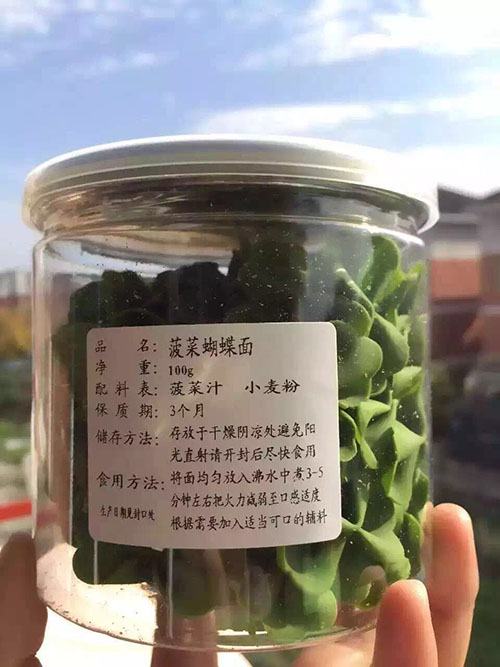 品 名: 菠菜蝴蝶面
净 重: 100g
配 料 表: 菠菜汁 小麦粉
保 质 期: 3个月
储存方法: 存放于干燥阴凉处避免阳
光直射请开封后尽快食用
食用方法: 将面均匀放入沸水中煮3-5
分钟左右把火力减弱至口感适度
生产日期见封口处 根据需要加入适当可口的辅料